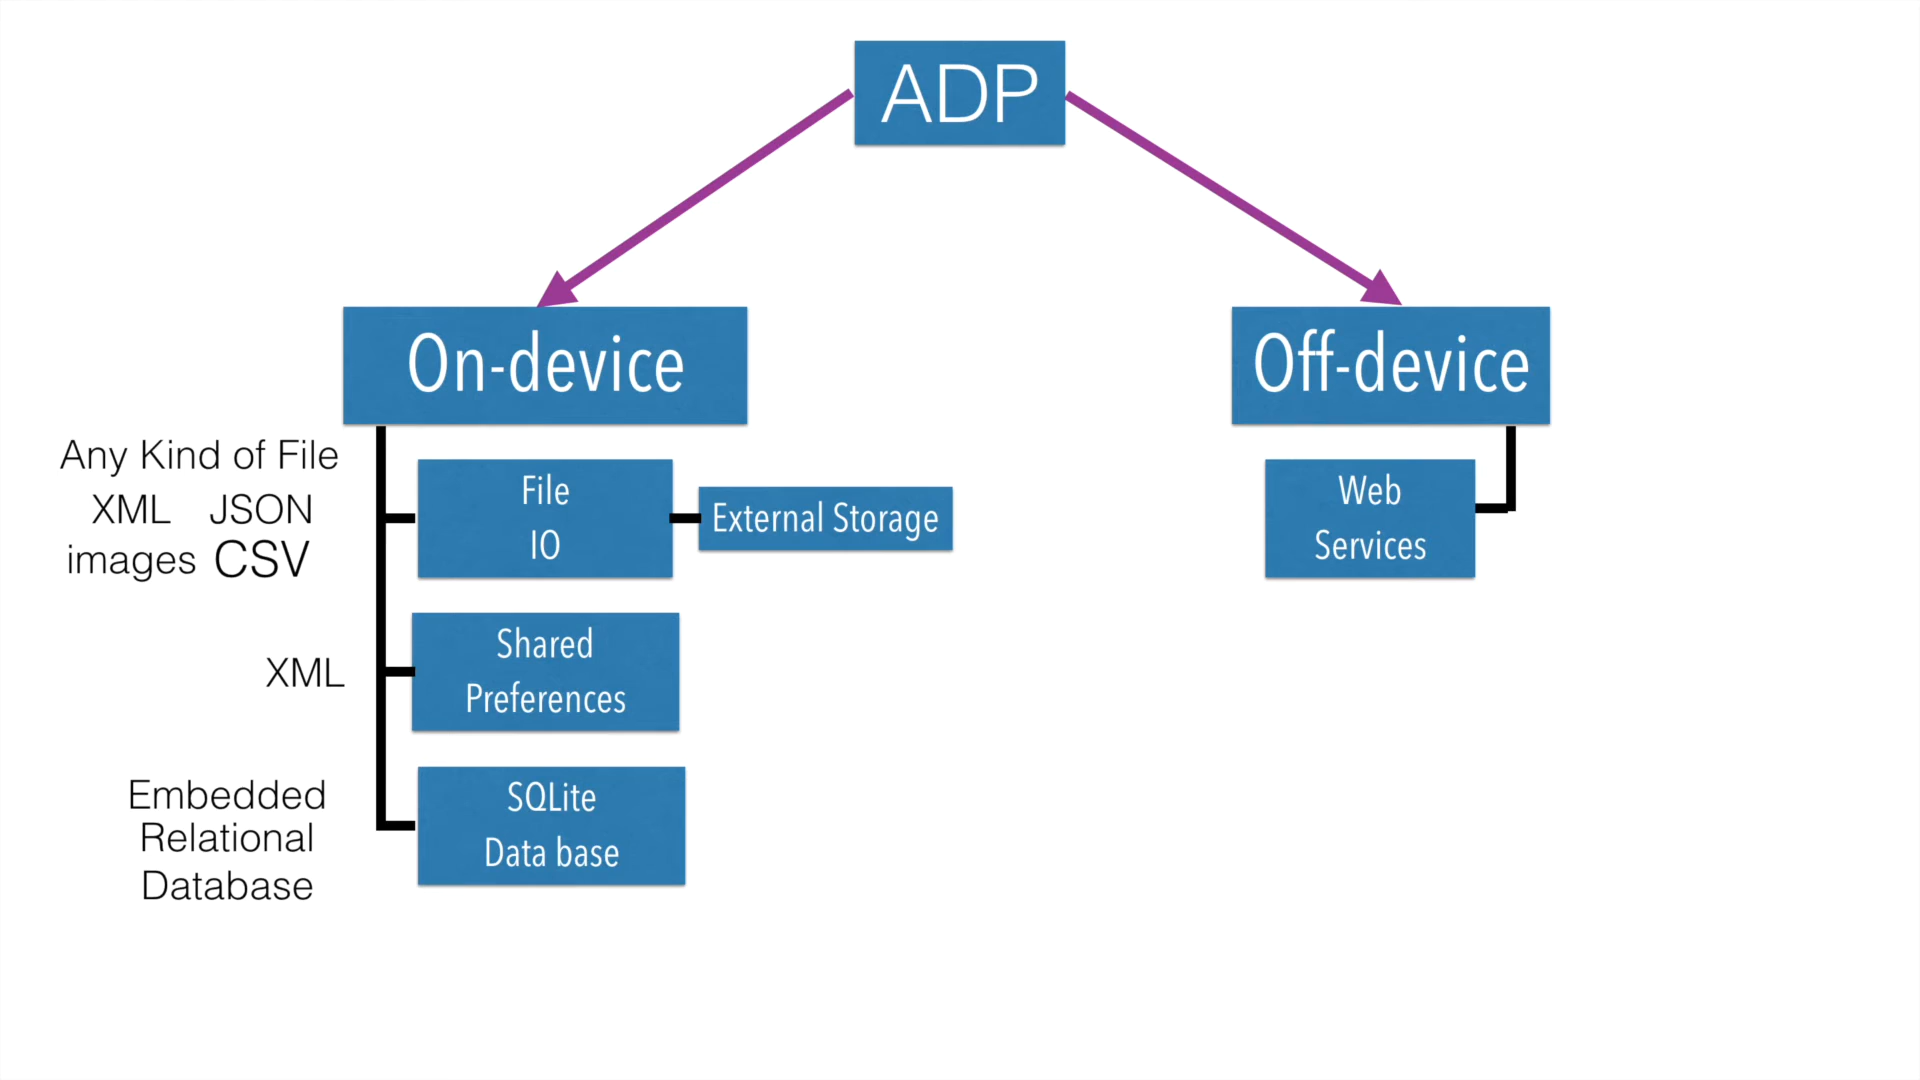 ADP
On-device
Off-device
Any Kind of File
XML JSON
images CSV
File
IO
External Storage
Web
Services
XML
Shared
Preferences
Embedded
Relational
Database
SQLite
Data base